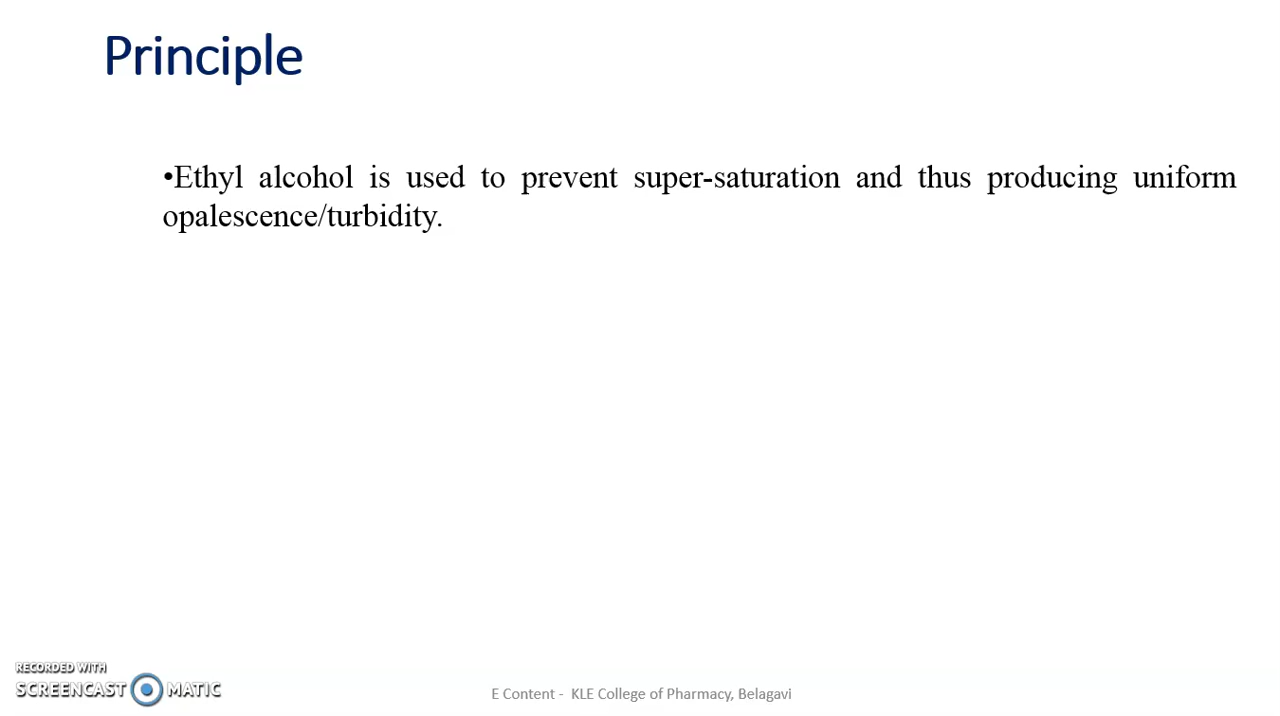 Principle
•Ethyl alcohol is used to prevent super-saturation and thus producing uniform
opalescence/turbidity.
RECORDED WITH
SCREENCAST MATIC
E Content - KLE College of Pharmacy, Belagavi